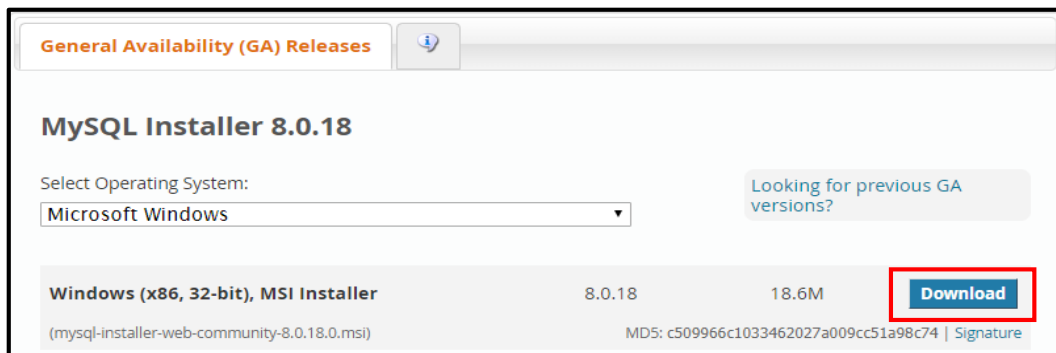 General Availability (GA) Releases
MySQL Installer 8.0.18
Select Operating System:
Looking for previous GA
versions?
Microsoft Windows
Windows (x86, 32-bit), MSI Installer 8.0.18 18.6M Download
(mysql-installer-web-community-8.0.18.0.msi) MD5: c509966c1033462027a009cc51a98c74 | Signature